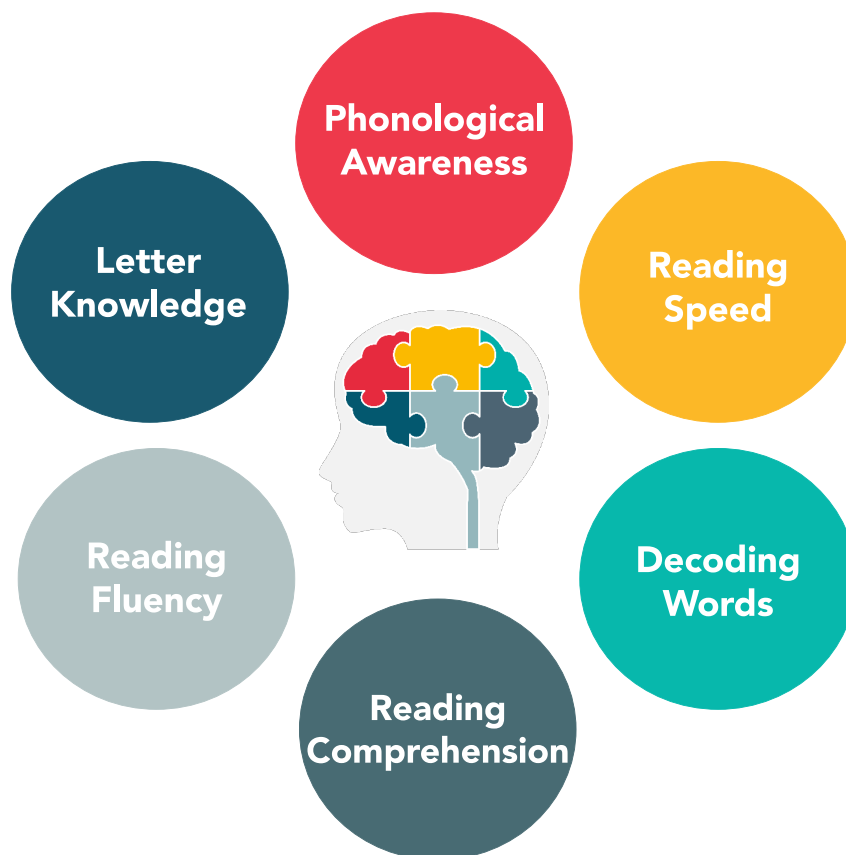 Phonological
Awareness
Letter
Knowledge
Reading
Speed
Reading
Fluency
Decoding
Words
Reading
Comprehension